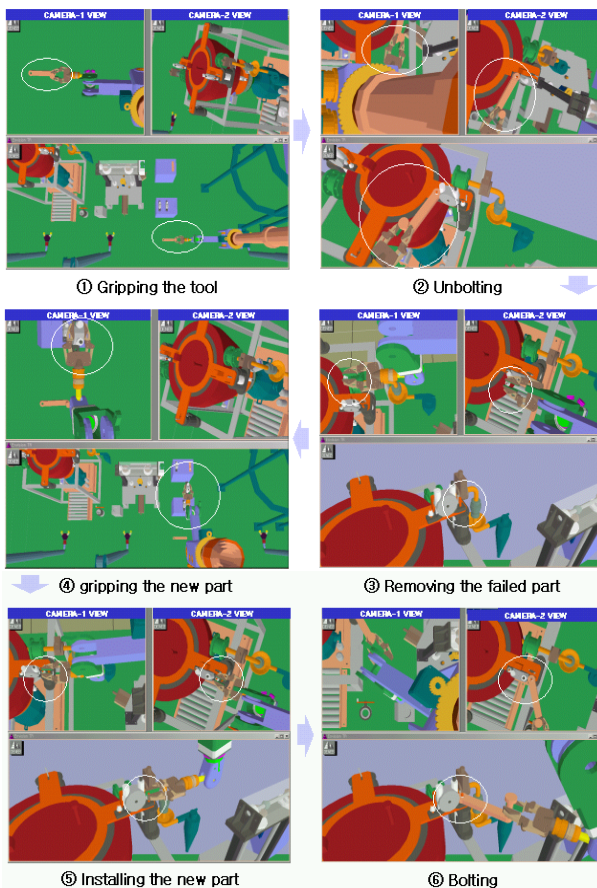 CAMERA-1 VIEW CAMERA-2 VIEW
CAMERA-1 VIEW CAMERA-2 VIEW
① Gripping the tool
② Unbolting
CAMERA-1 VIEW CAMERA-2 VIEW
CAMERA-1 VIEW CAMERA-2 VIEW
④ gripping the new part
③ Removing the failed part
CAMERA-1 VIEW CAMERA-2 VIEW
CAMERA-1 VIEW CAMERA-2 VIEW
⑤ Installing the new part
⑥ Bolting